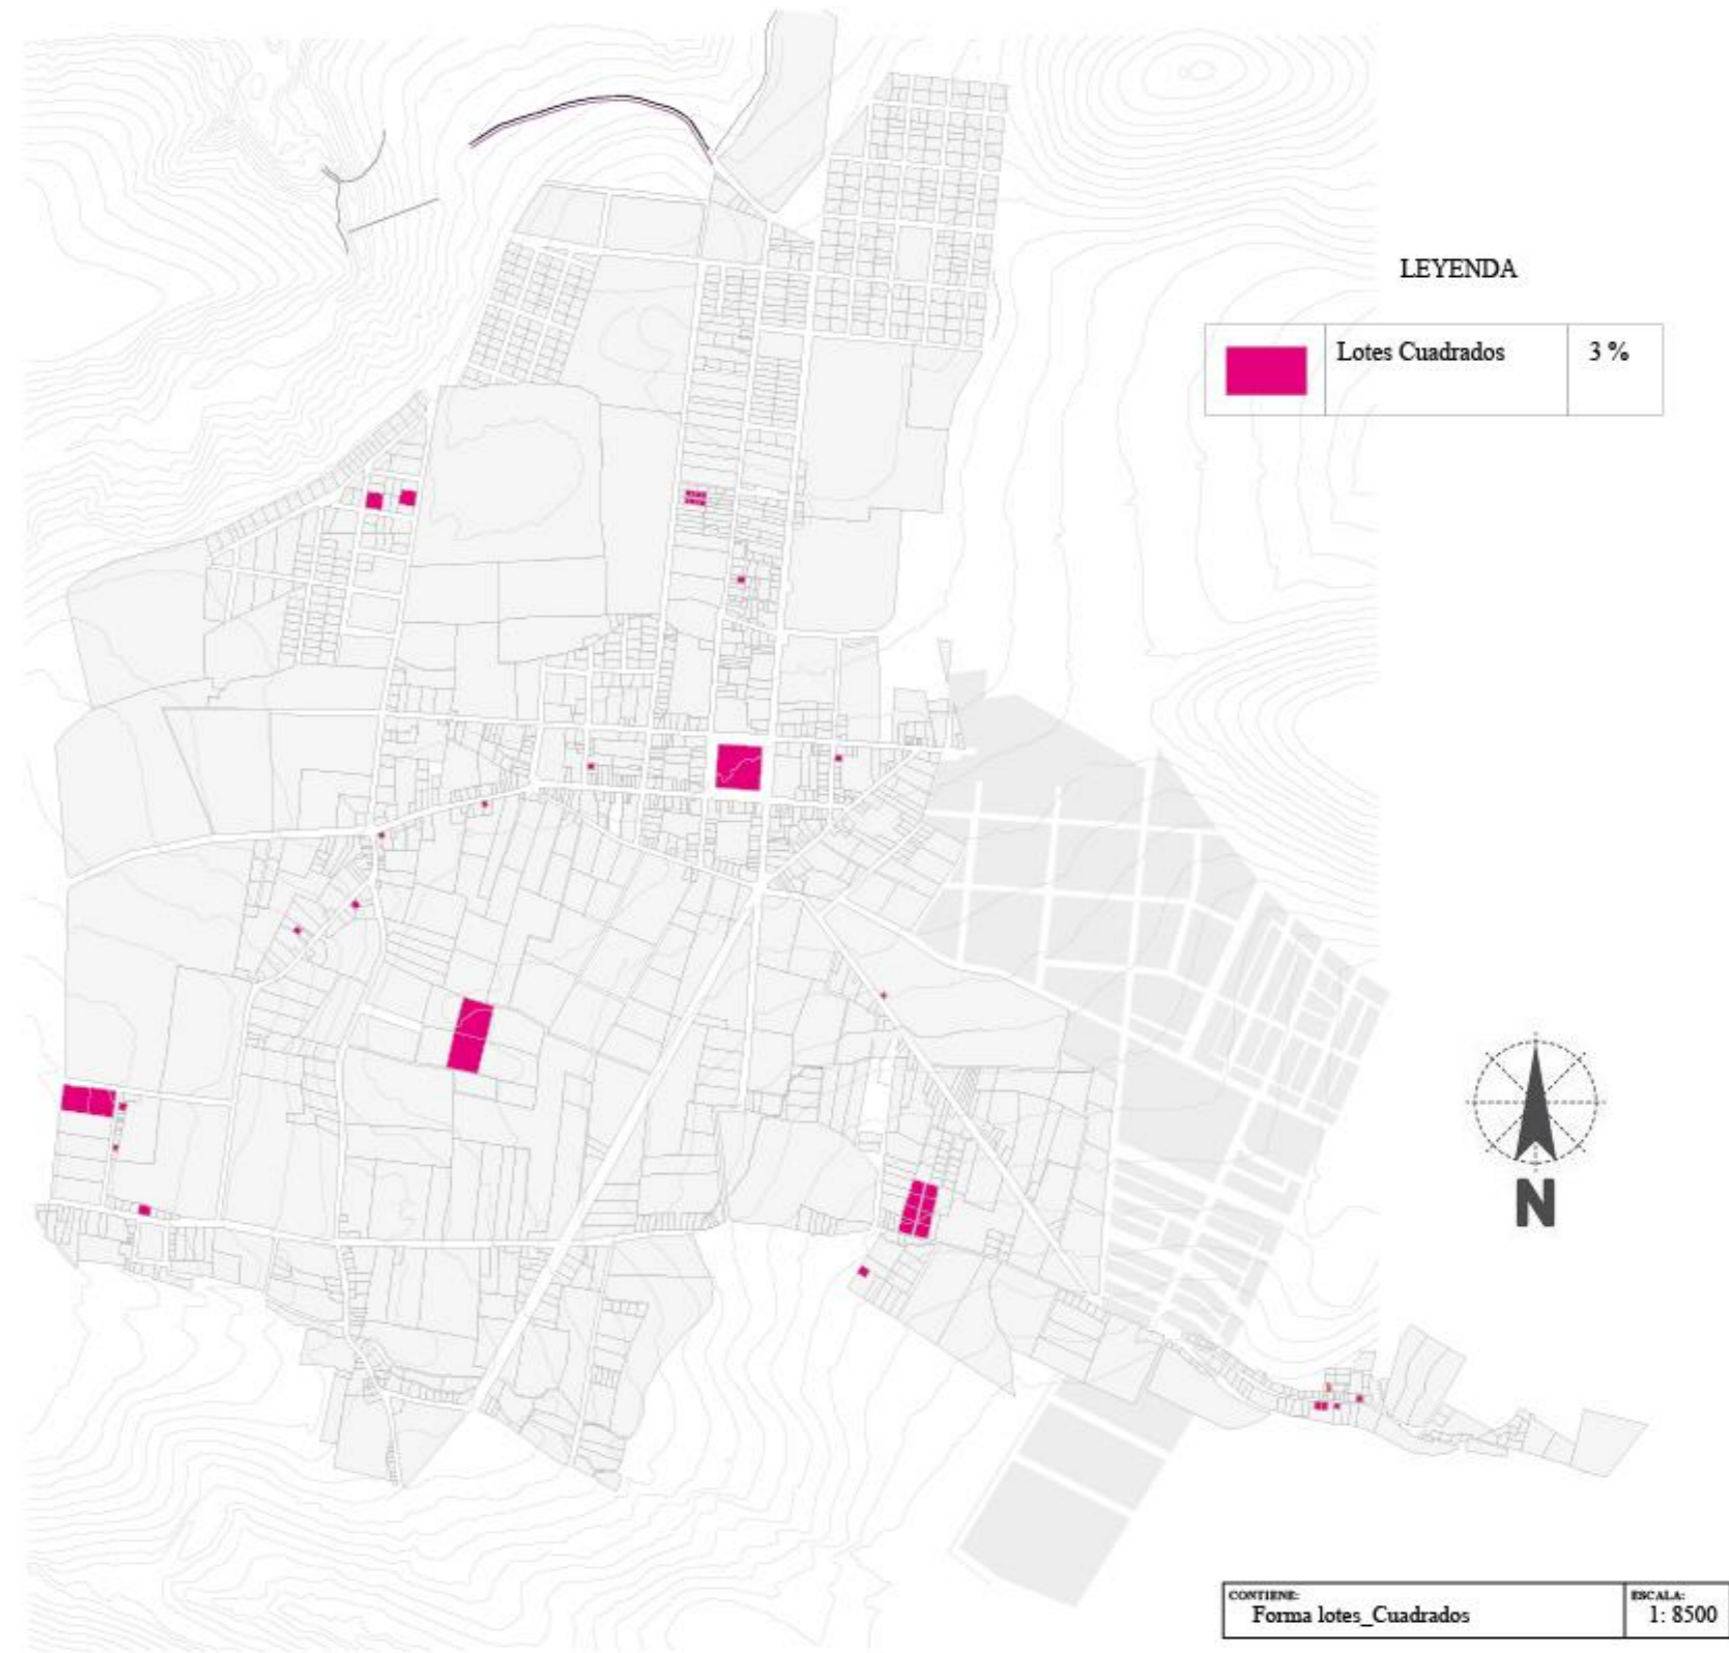 LEYENDA
Lotes Cuadrados 3 %
N
CONTIENE: ESCALA:
Forma lotes_Cuadrados 1: 8500